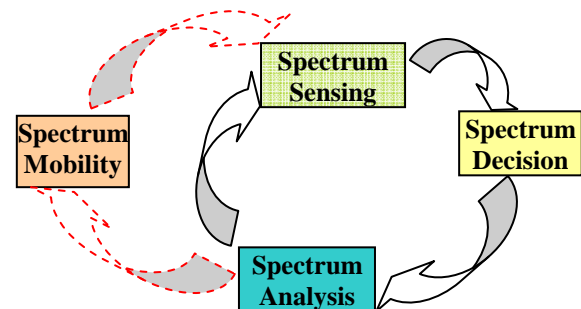 Spectrum
Sensing
Spectrum
Decision
Spectrum
Mobility
Spectrum
Analysis